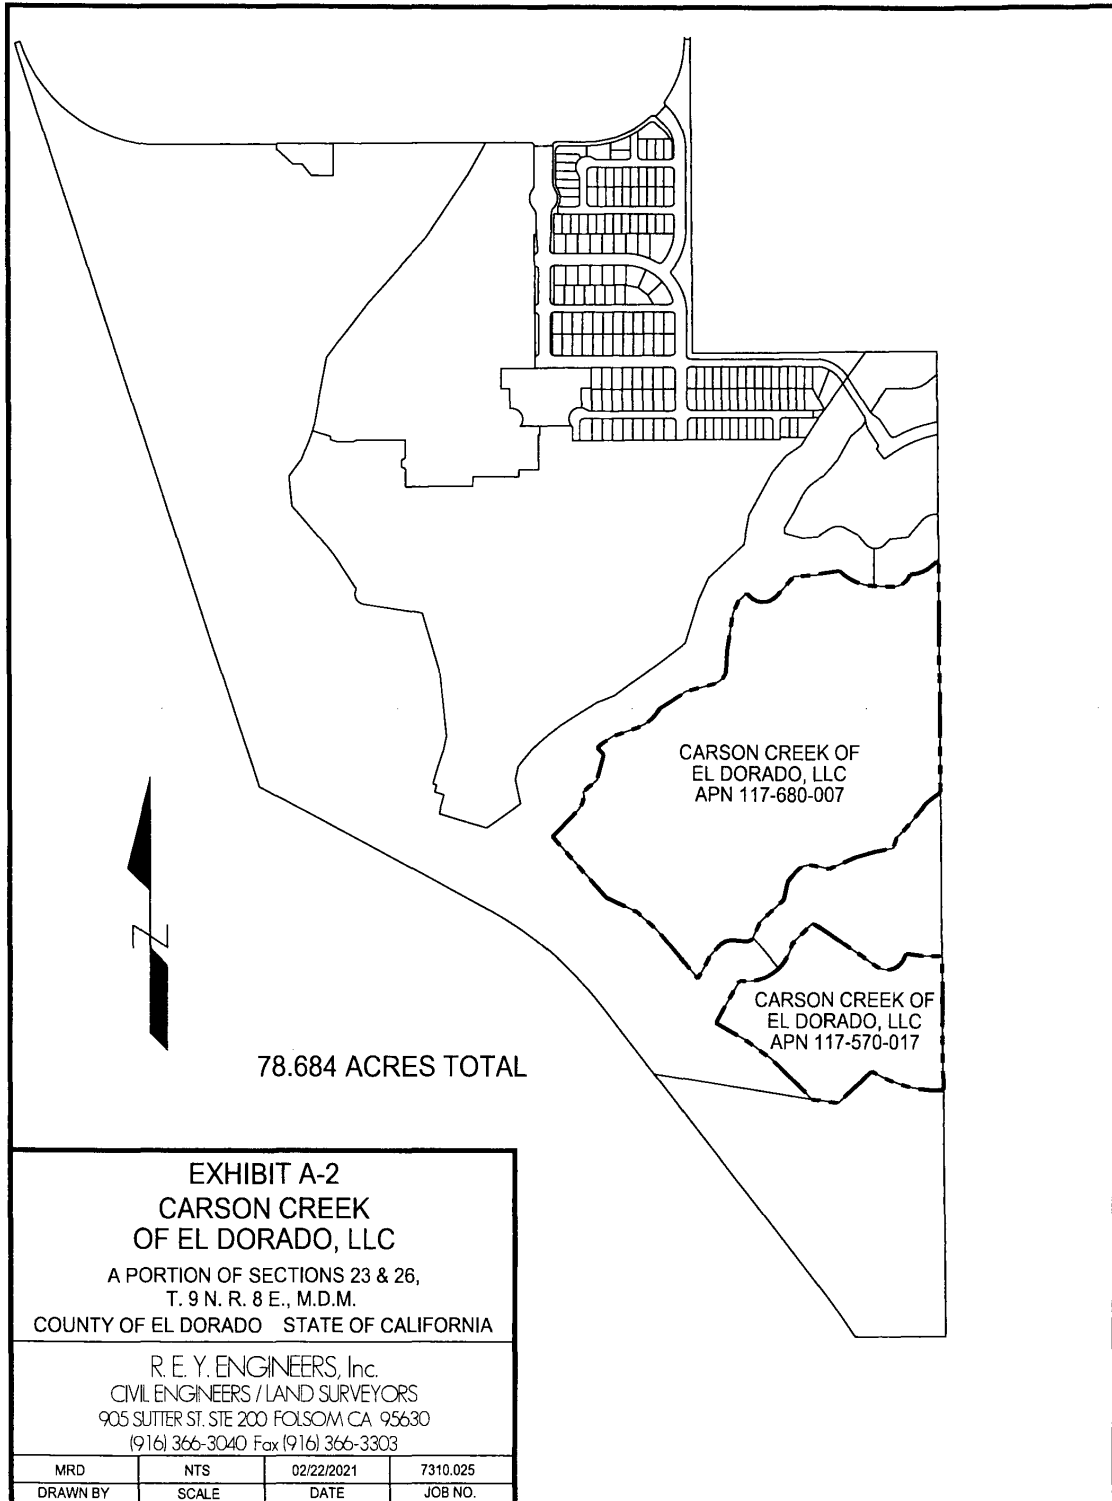 CARSON CREEK OF
EL DORADO, LLC
APN 117-680-007
CARSON CREEK OF
EL DORADO, LLC
APN 117-570-017
N
78.684 ACRES TOTAL
EXHIBIT A-2
CARSON CREEK
OF EL DORADO, LLC
A PORTION OF SECTIONS 23 & 26,
T. 9 N. R. 8 E., M.D.M.
COUNTY OF EL DORADO STATE OF CALIFORNIA
R. E. Y. ENGINEERS, Inc.
CIVIL ENGINEERS / LAND SURVEYORS
905 SUTTER ST. STE 200 FOLSOM CA 95630
(916) 366-3040 Fax (916) 366-3303
MRD NTS 02/22/2021 7310.025
DRAWN BY SCALE DATE JOB NO.